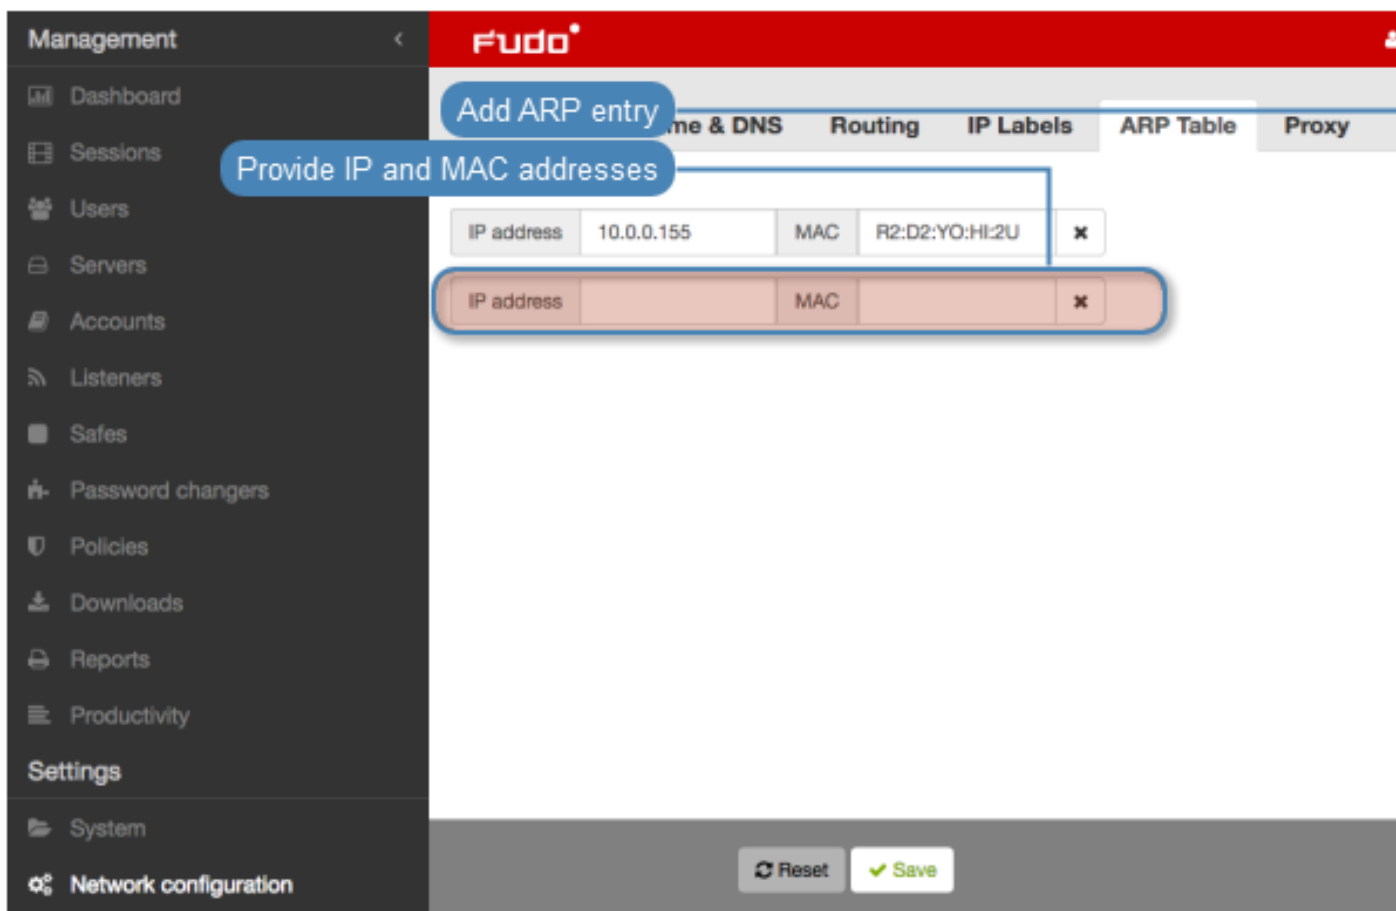 Management
Dashboard
Sessions
Users
Servers
Accounts
Listeners
Safes
Password changers
Policies
Downloads
Reports
Productivity
Settings
System
Network configuration
FUDO
Add ARP entry
me & DNS Routing IP Labels ARP Table Proxy
Provide IP and MAC addresses
IP address 10.0.0.155 MAC R2:D2:YO:HI:2U
IP address MAC
Reset Save